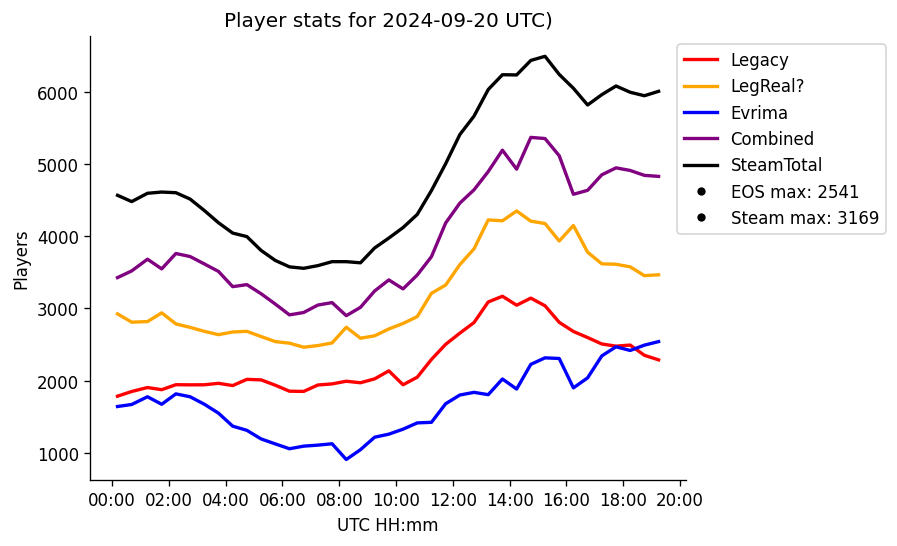 Player stats for 2024-09-20 UTC)
Legacy
LegReal?
Evrima
Combined
SteamTotal
EOS max: 2541
Steam max: 3169
Players
6000
5000
4000
3000
2000
1000
00:00 02:00 04:00 06:00 08:00 10:00 12:00 14:00 16:00 18:00 20:00
UTC HH:mm